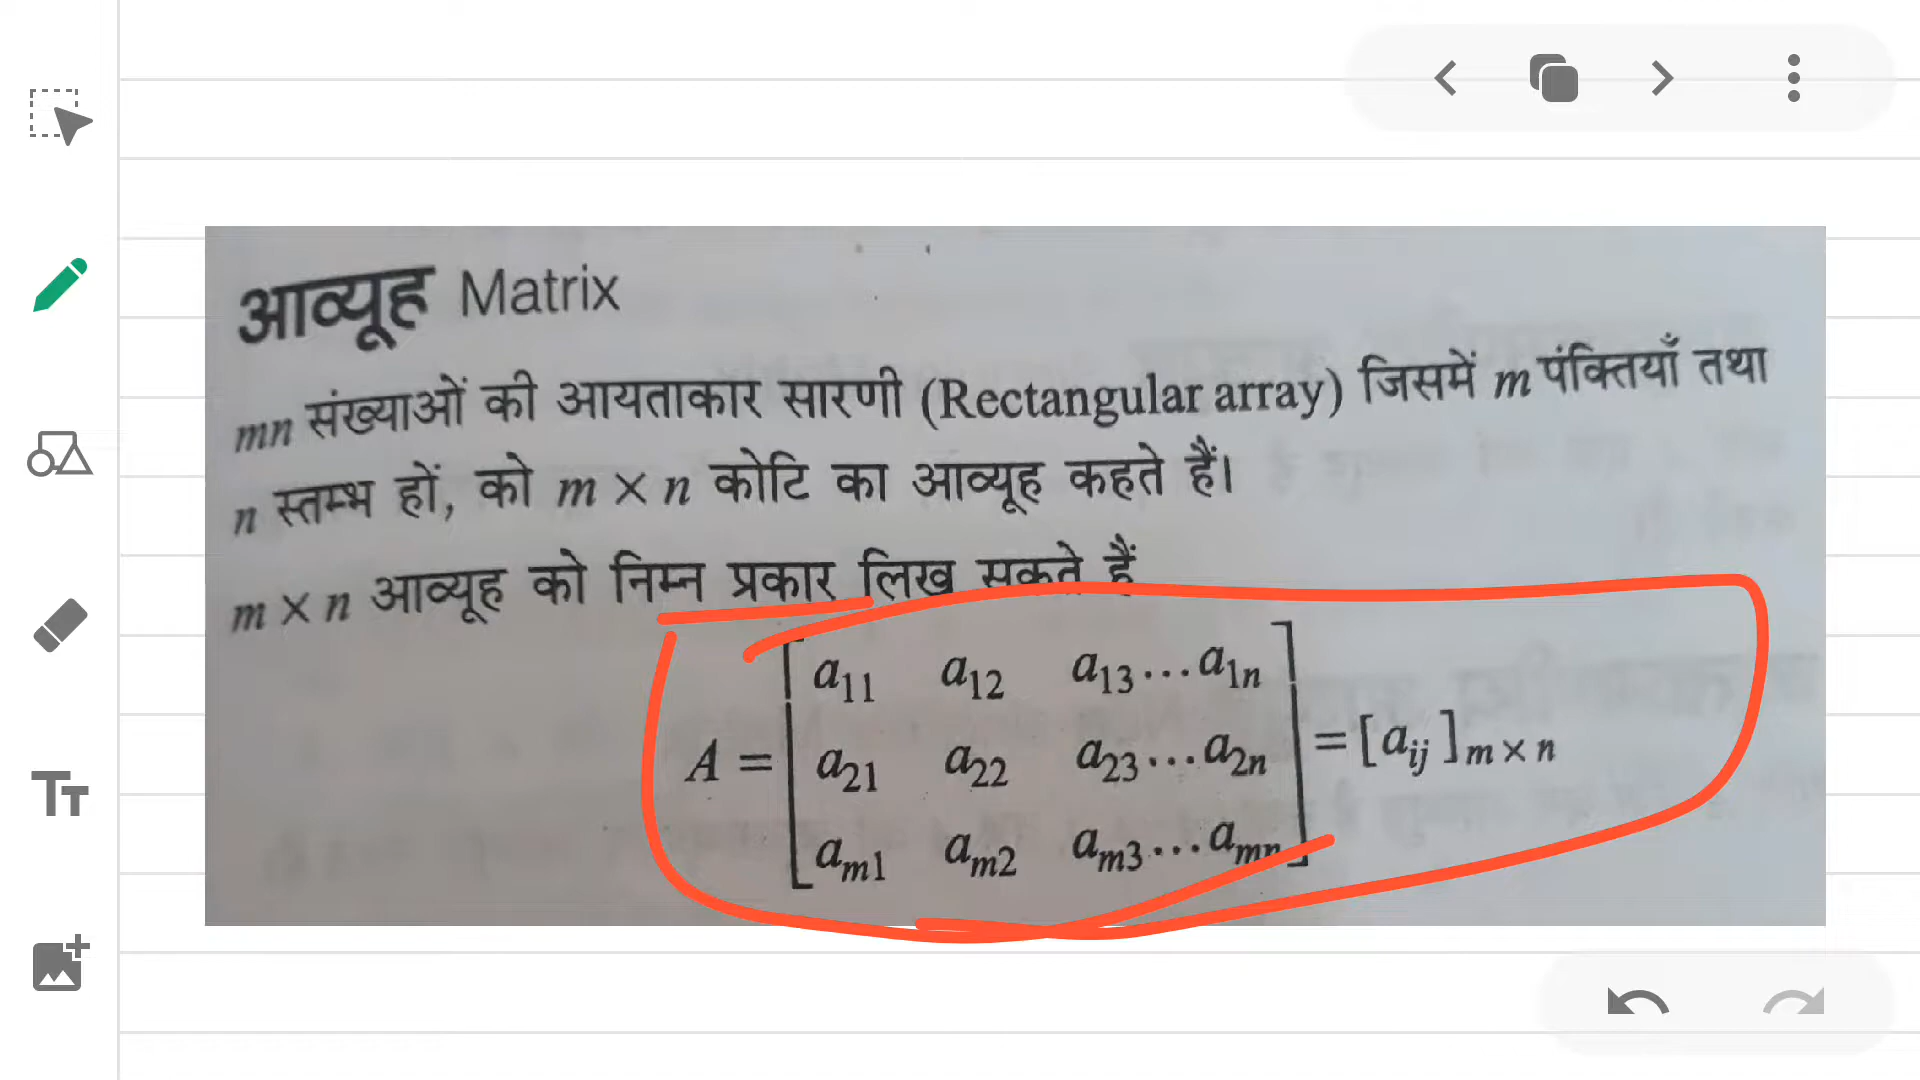 आव्यूह Matrix
mn संख्याओं की आयताकार सारणी (Rectangular array) जिसमें m पंक्तियाँ तथा
n स्तम्भ हों, को m × n कोटि का आव्यूह कहते हैं।
m × n आव्यूह को निम्न प्रकार लिख सकते हैं
a₁₁ a₁₂ a₁₃...a₁ₙ
A = [a₂₁ a₂₂ a₂₃...a₂ₙ] = [aᵢⱼ]ₘ × ₙ
aₘ₁ aₘ₂ aₘ₃...aₘₙ
TT